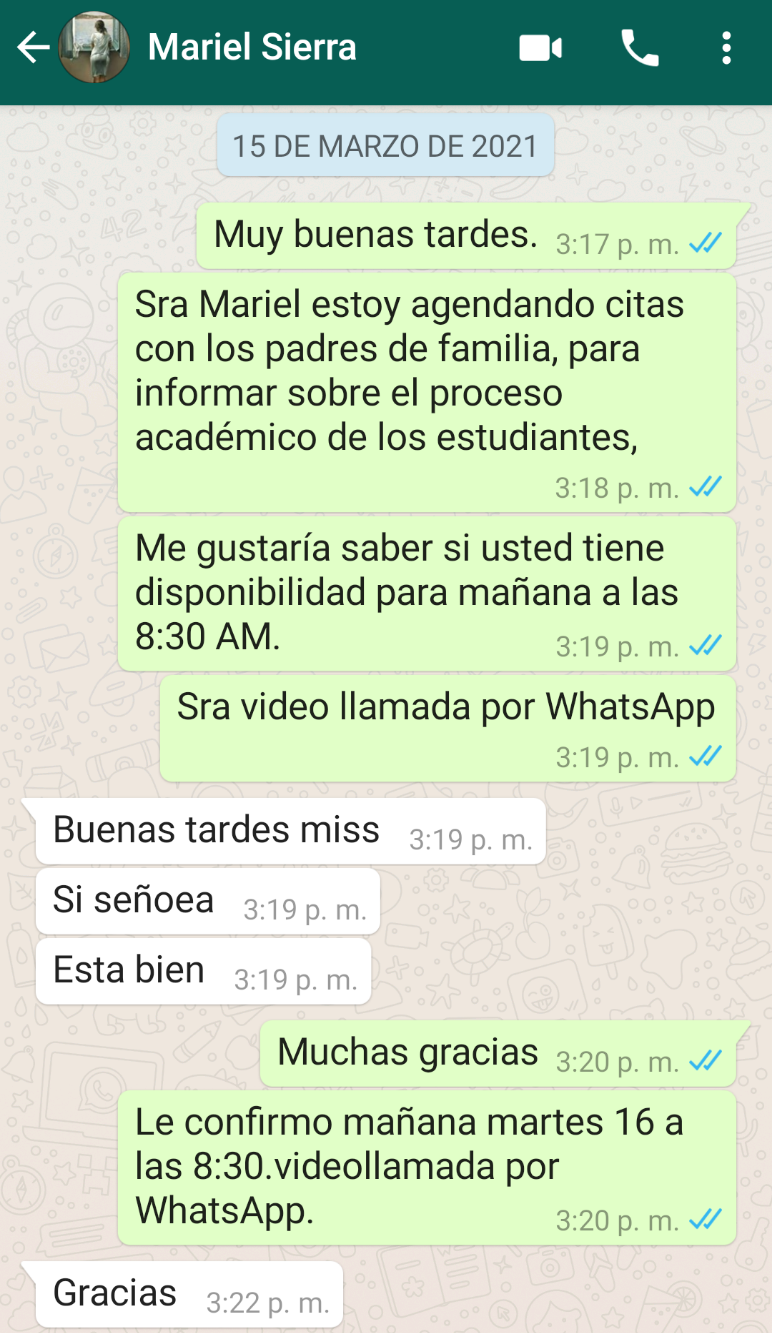 Mariel Sierra
15 DE MARZO DE 2021
Muy buenas tardes. 3:17 p. m.
Sra Mariel estoy agendando citas
con los padres de familia, para
informar sobre el proceso
académico de los estudiantes,
3:18 p. m.
Me gustaría saber si usted tiene
disponibilidad para mañana a las
8:30 AM. 3:19 p. m.
Sra video llamada por WhatsApp
3:19 p. m.
Buenas tardes miss 3:19 p. m.
Si señoea 3:19 p. m.
Esta bien 3:19 p. m.
Muchas gracias 3:20 p. m.
Le confirmo mañana martes 16 a
las 8:30.videollamada por
WhatsApp. 3:20 p. m.
Gracias 3:22 p. m.